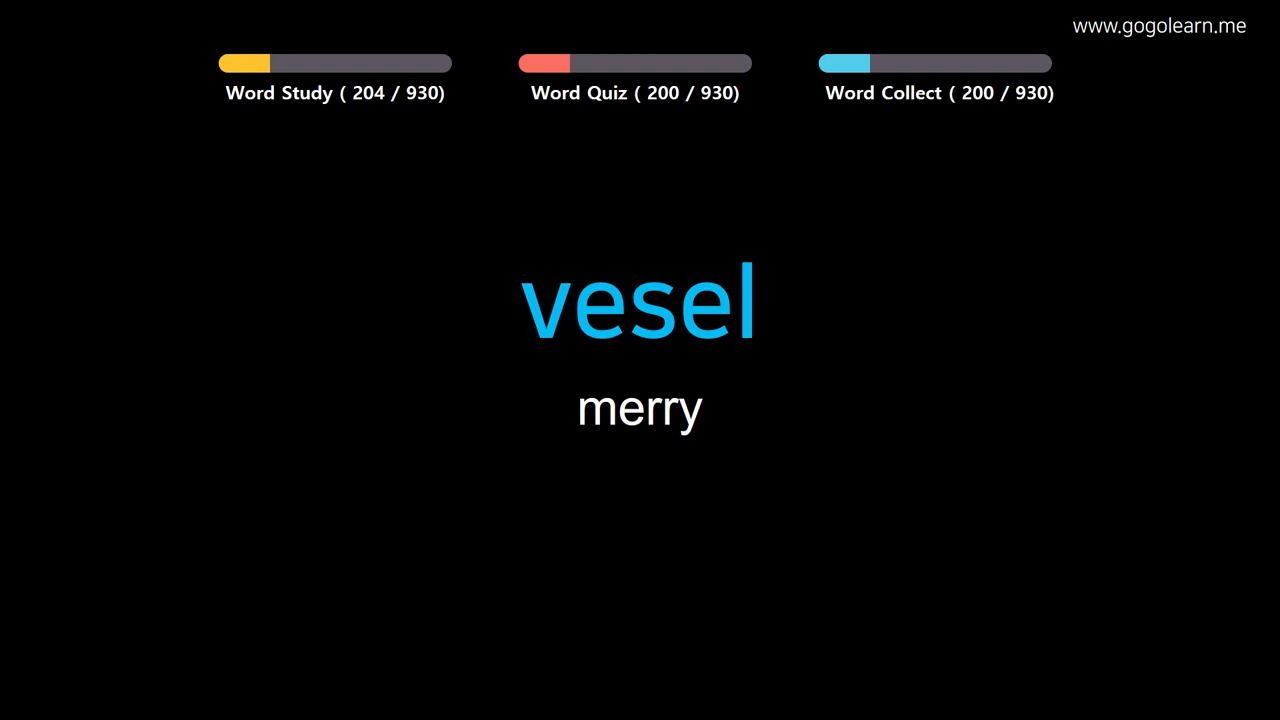 www.gogolearn.me
Word Study ( 204 / 930)
Word Quiz ( 200 / 930)
Word Collect ( 200 / 930)
vesel
merry